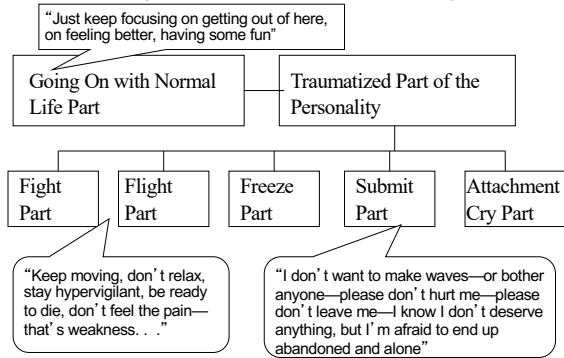 “Just keep focusing on getting out of here,
on feeling better, having some fun”
Going On with Normal
Life Part
Traumatized Part of the
Personality
Fight
Part
Flight
Part
Freeze
Part
Submit
Part
Attachment
Cry Part
“Keep moving, don’t relax,
stay hypervigilant, be ready
to die, don’t feel the pain—
that’s weakness. . .”
“I don’t want to make waves—or bother
anyone—please don’t hurt me—please
don’t leave me—I know I don’t deserve
anything, but I’m afraid to end up
abandoned and alone”